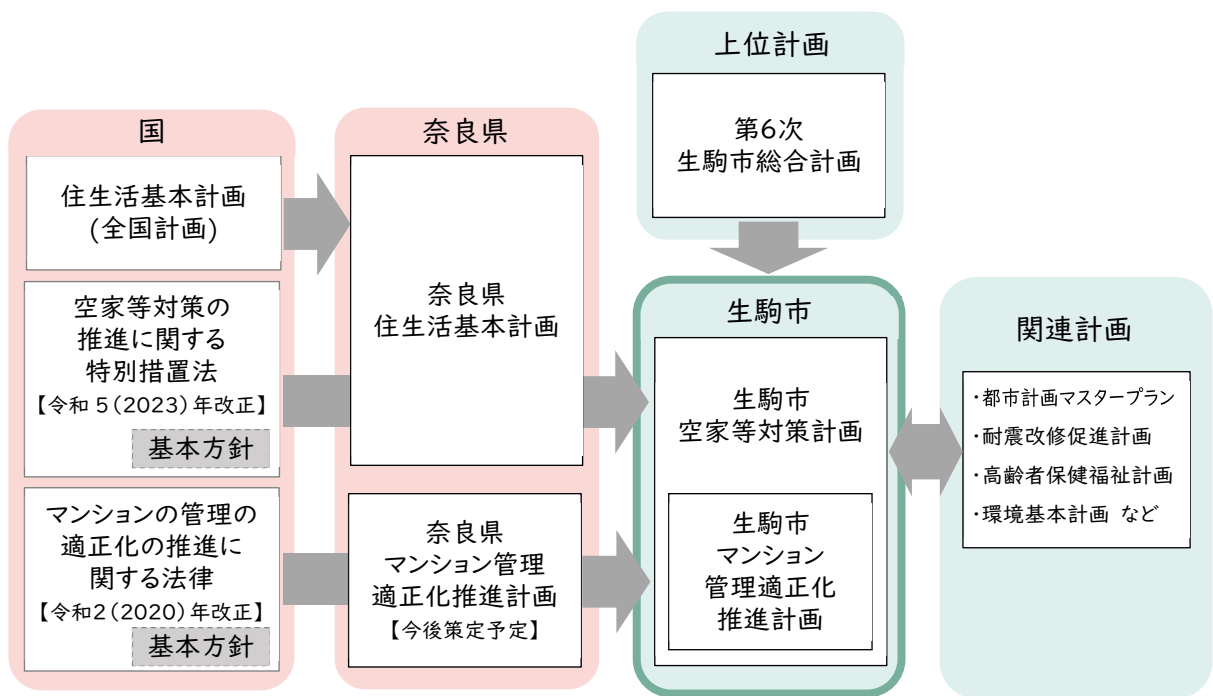 国
住生活基本計画
(全国計画)
空家等対策の
推進に関する
特別措置法
【令和5(2023)年改正】
基本方針
マンションの管理の
適正化の推進に
関する法律
【令和2(2020)年改正】
基本方針
奈良県
奈良県
住生活基本計画
奈良県
マンション管理
適正化推進計画
【今後策定予定】
上位計画
第6次
生駒市総合計画
生駒市
生駒市
空家等対策計画
生駒市
マンション
管理適正化
推進計画
関連計画
・都市計画マスタープラン
・耐震改修促進計画
・高齢者保健福祉計画
・環境基本計画 など